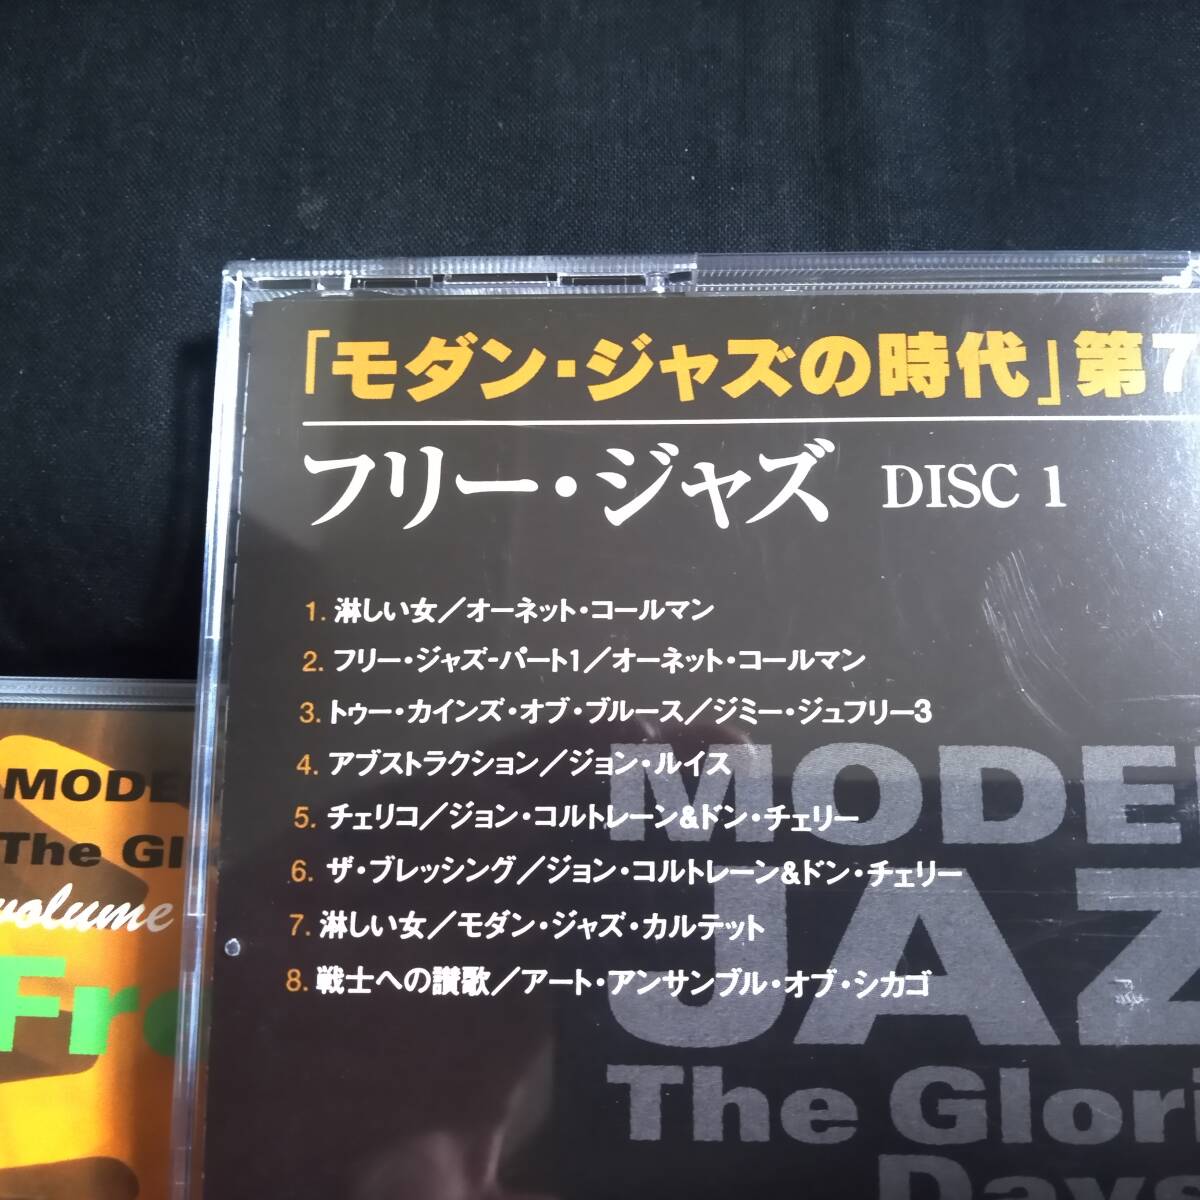 「モダン・ジャズの時代」第7
フリー・ジャズ DISC 1
1. 淋しい女／オーネット・コールマン
2. フリー・ジャズ-パート1／オーネット・コールマン
3. トゥー・カインズ・オブ・ブルース／ジミー・ジュフリー3
4. アブストラクション／ジョン・ルイス
5. チェリコ／ジョン・コルトレーン&ドン・チェリー
6. ザ・ブレッシング／ジョン・コルトレーン&ドン・チェリー
7. 淋しい女／モダン・ジャズ・カルテット
8. 戦士への讃歌／アート・アンサンブル・オブ・シカゴ
MODE
JAZ
The Glori
Days
MODE
The Gl
volume
Fre